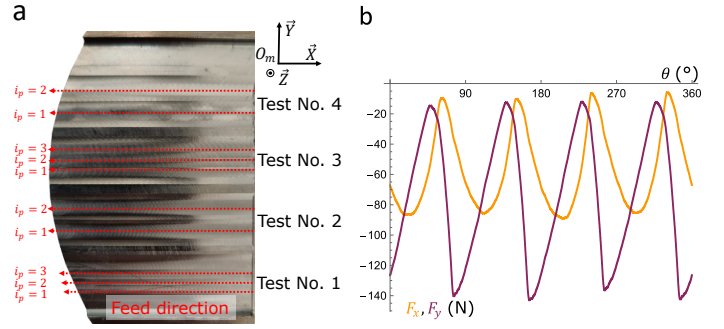 a
b
Y
O_m
X
Z
θ (°)
i_p = 2
Test No. 4
i_p = 1
i_p = 3
i_p = 2
Test No. 3
i_p = 1
i_p = 2
Test No. 2
i_p = 1
i_p = 3
i_p = 2
Test No. 1
i_p = 1
Feed direction
90
180
270
360
−20
−40
−60
−80
−100
−120
−140
F_x, F_y (N)